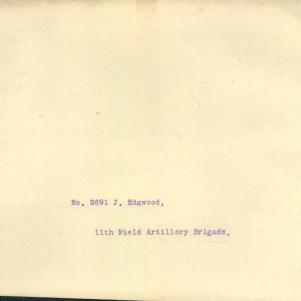 No. 2691 J. Edgwood,
11th Field Artillery Brigade.